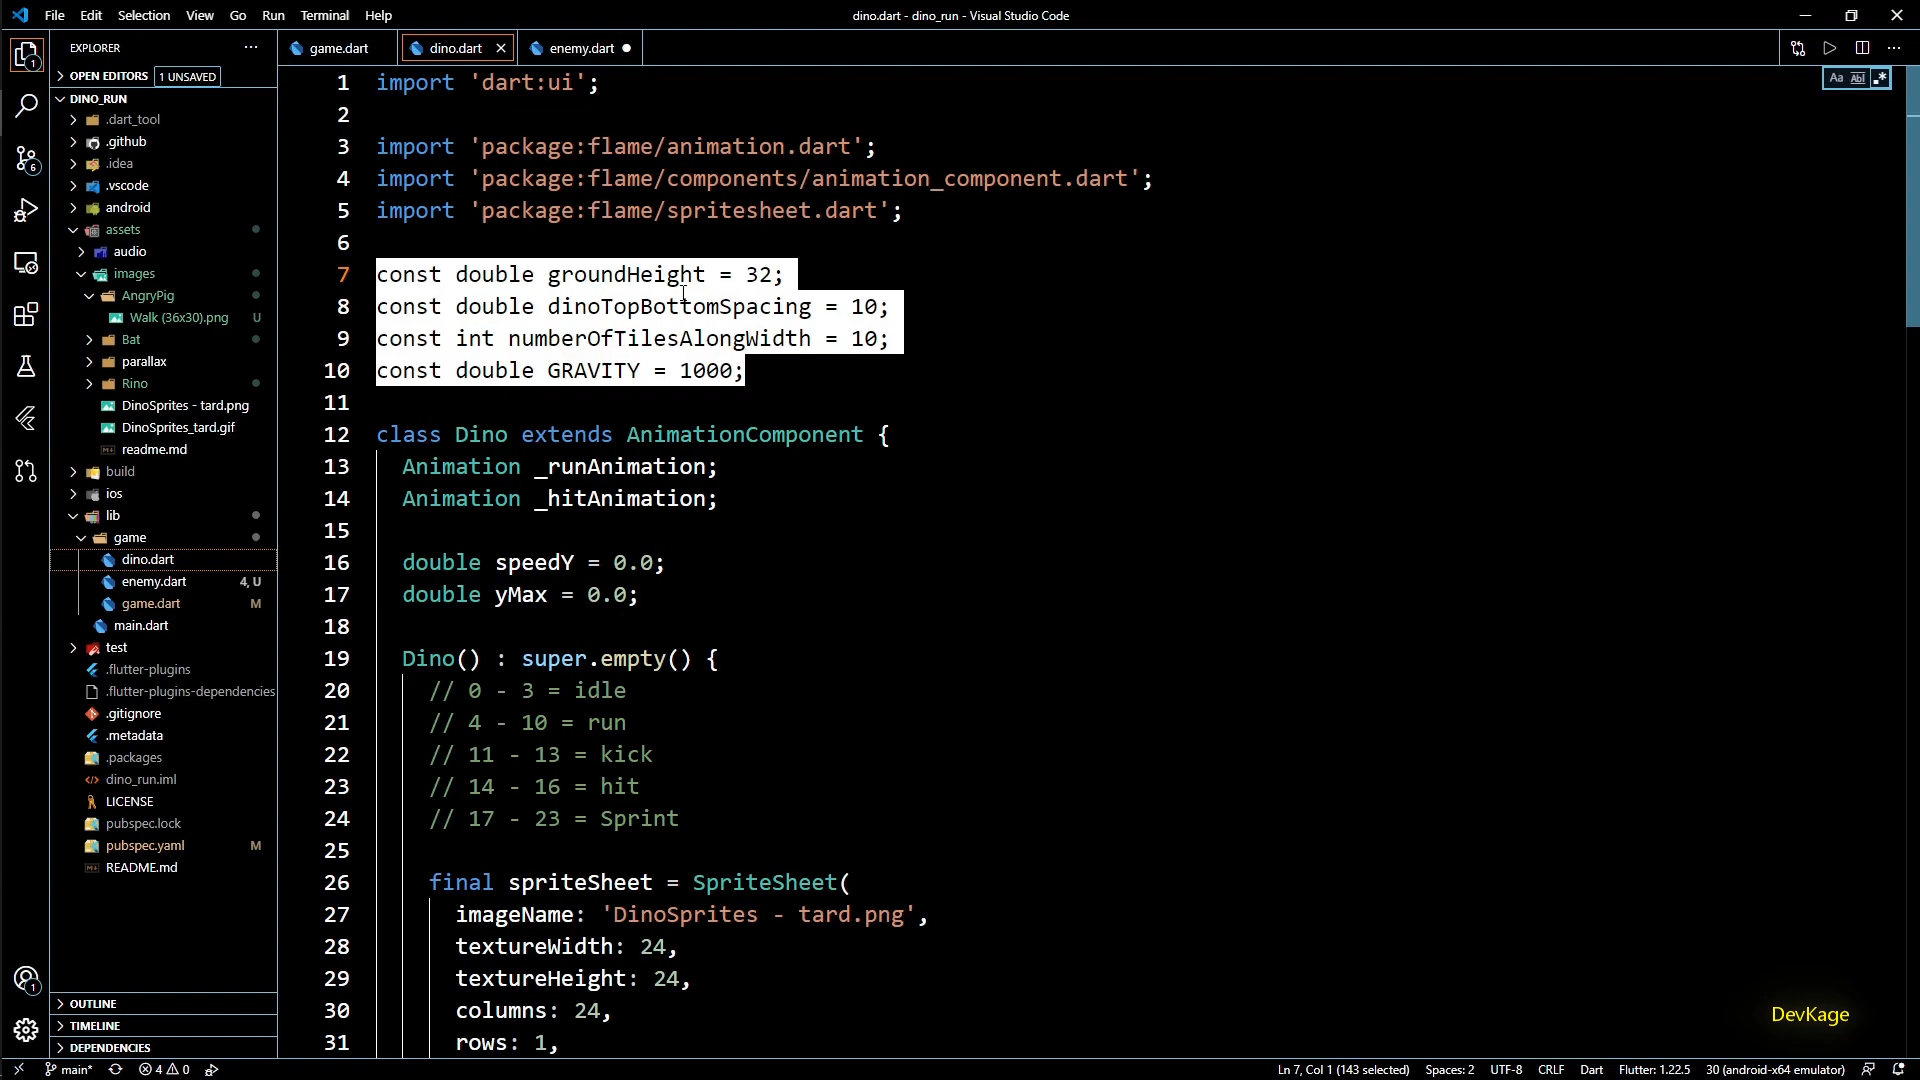 File Edit Selection View Go Run Terminal Help
dino.dart - dino_run - Visual Studio Code
EXPLORER
game.dart
dino.dart
enemy.dart
OPEN EDITORS 1 UNSAVED
DINO_RUN
.dart_tool
.github
.idea
.vscode
android
assets
audio
images
AngryPig
Walk (36x30).png U
Bat
parallax
Rino
DinoSprites - tard.png
DinoSprites_tard.gif
readme.md
build
ios
lib
game
dino.dart
enemy.dart 4, U
game.dart M
main.dart
test
.flutter-plugins
.flutter-plugins-dependencies
.gitignore
.metadata
.packages
dino_run.iml
LICENSE
pubspec.lock
pubspec.yaml M
README.md
OUTLINE
TIMELINE
DEPENDENCIES
1
6
1
Aa Abl .*
1 import 'dart:ui';
2
3 import 'package:flame/animation.dart';
4 import 'package:flame/components/animation_component.dart';
5 import 'package:flame/spritesheet.dart';
6
7 const double groundHeight = 32;
8 const double dinoTopBottomSpacing = 10;
9 const int numberOfTilesAlongWidth = 10;
10 const double GRAVITY = 1000;
11
12 class Dino extends AnimationComponent {
13 Animation _runAnimation;
14 Animation _hitAnimation;
15
16 double speedY = 0.0;
17 double yMax = 0.0;
18
19 Dino() : super.empty() {
20 // 0 - 3 = idle
21 // 4 - 10 = run
22 // 11 - 13 = kick
23 // 14 - 16 = hit
24 // 17 - 23 = Sprint
25
26 final spriteSheet = SpriteSheet(
27 imageName: 'DinoSprites - tard.png',
28 textureWidth: 24,
29 textureHeight: 24,
30 columns: 24,
31 rows: 1,
DevKage
main* 4 0
Ln 7, Col 1 (143 selected) Spaces: 2 UTF-8 CRLF Dart Flutter: 1.22.5 30 (android-x64 emulator)